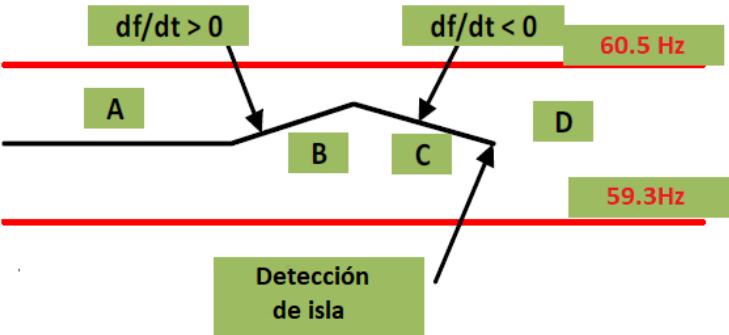 df/dt > 0
df/dt < 0
60.5 Hz
A
B
C
D
59.3Hz
Detección
de isla